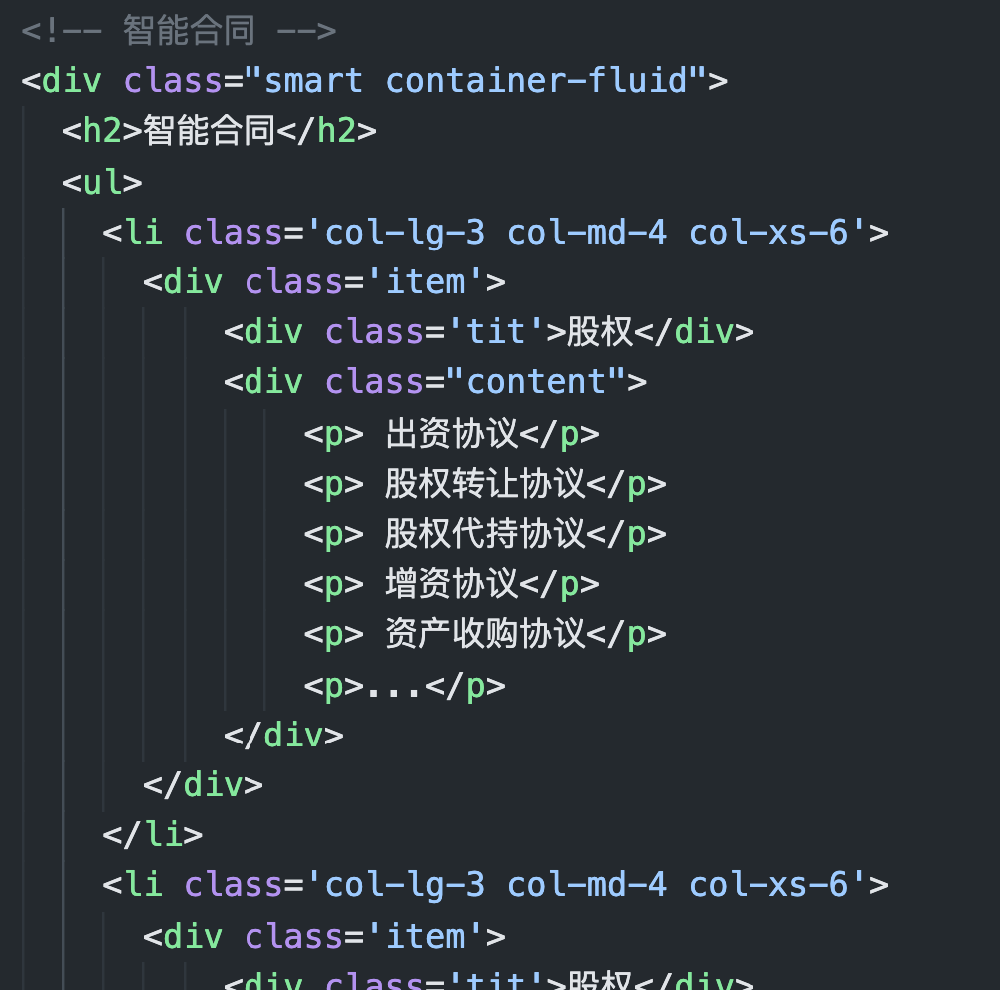 <!-- 智能合同 -->
<div class="smart container-fluid">
<h2>智能合同</h2>
<ul>
<li class='col-lg-3 col-md-4 col-xs-6'>
<div class='item'>
<div class='tit'>股权</div>
<div class="content">
<p> 出资协议</p>
<p> 股权转让协议</p>
<p> 股权代持协议</p>
<p> 增资协议</p>
<p> 资产收购协议</p>
<p>...</p>
</div>
</div>
</li>
<li class='col-lg-3 col-md-4 col-xs-6'>
<div class='item'>
<div class='tit'>股权</div>